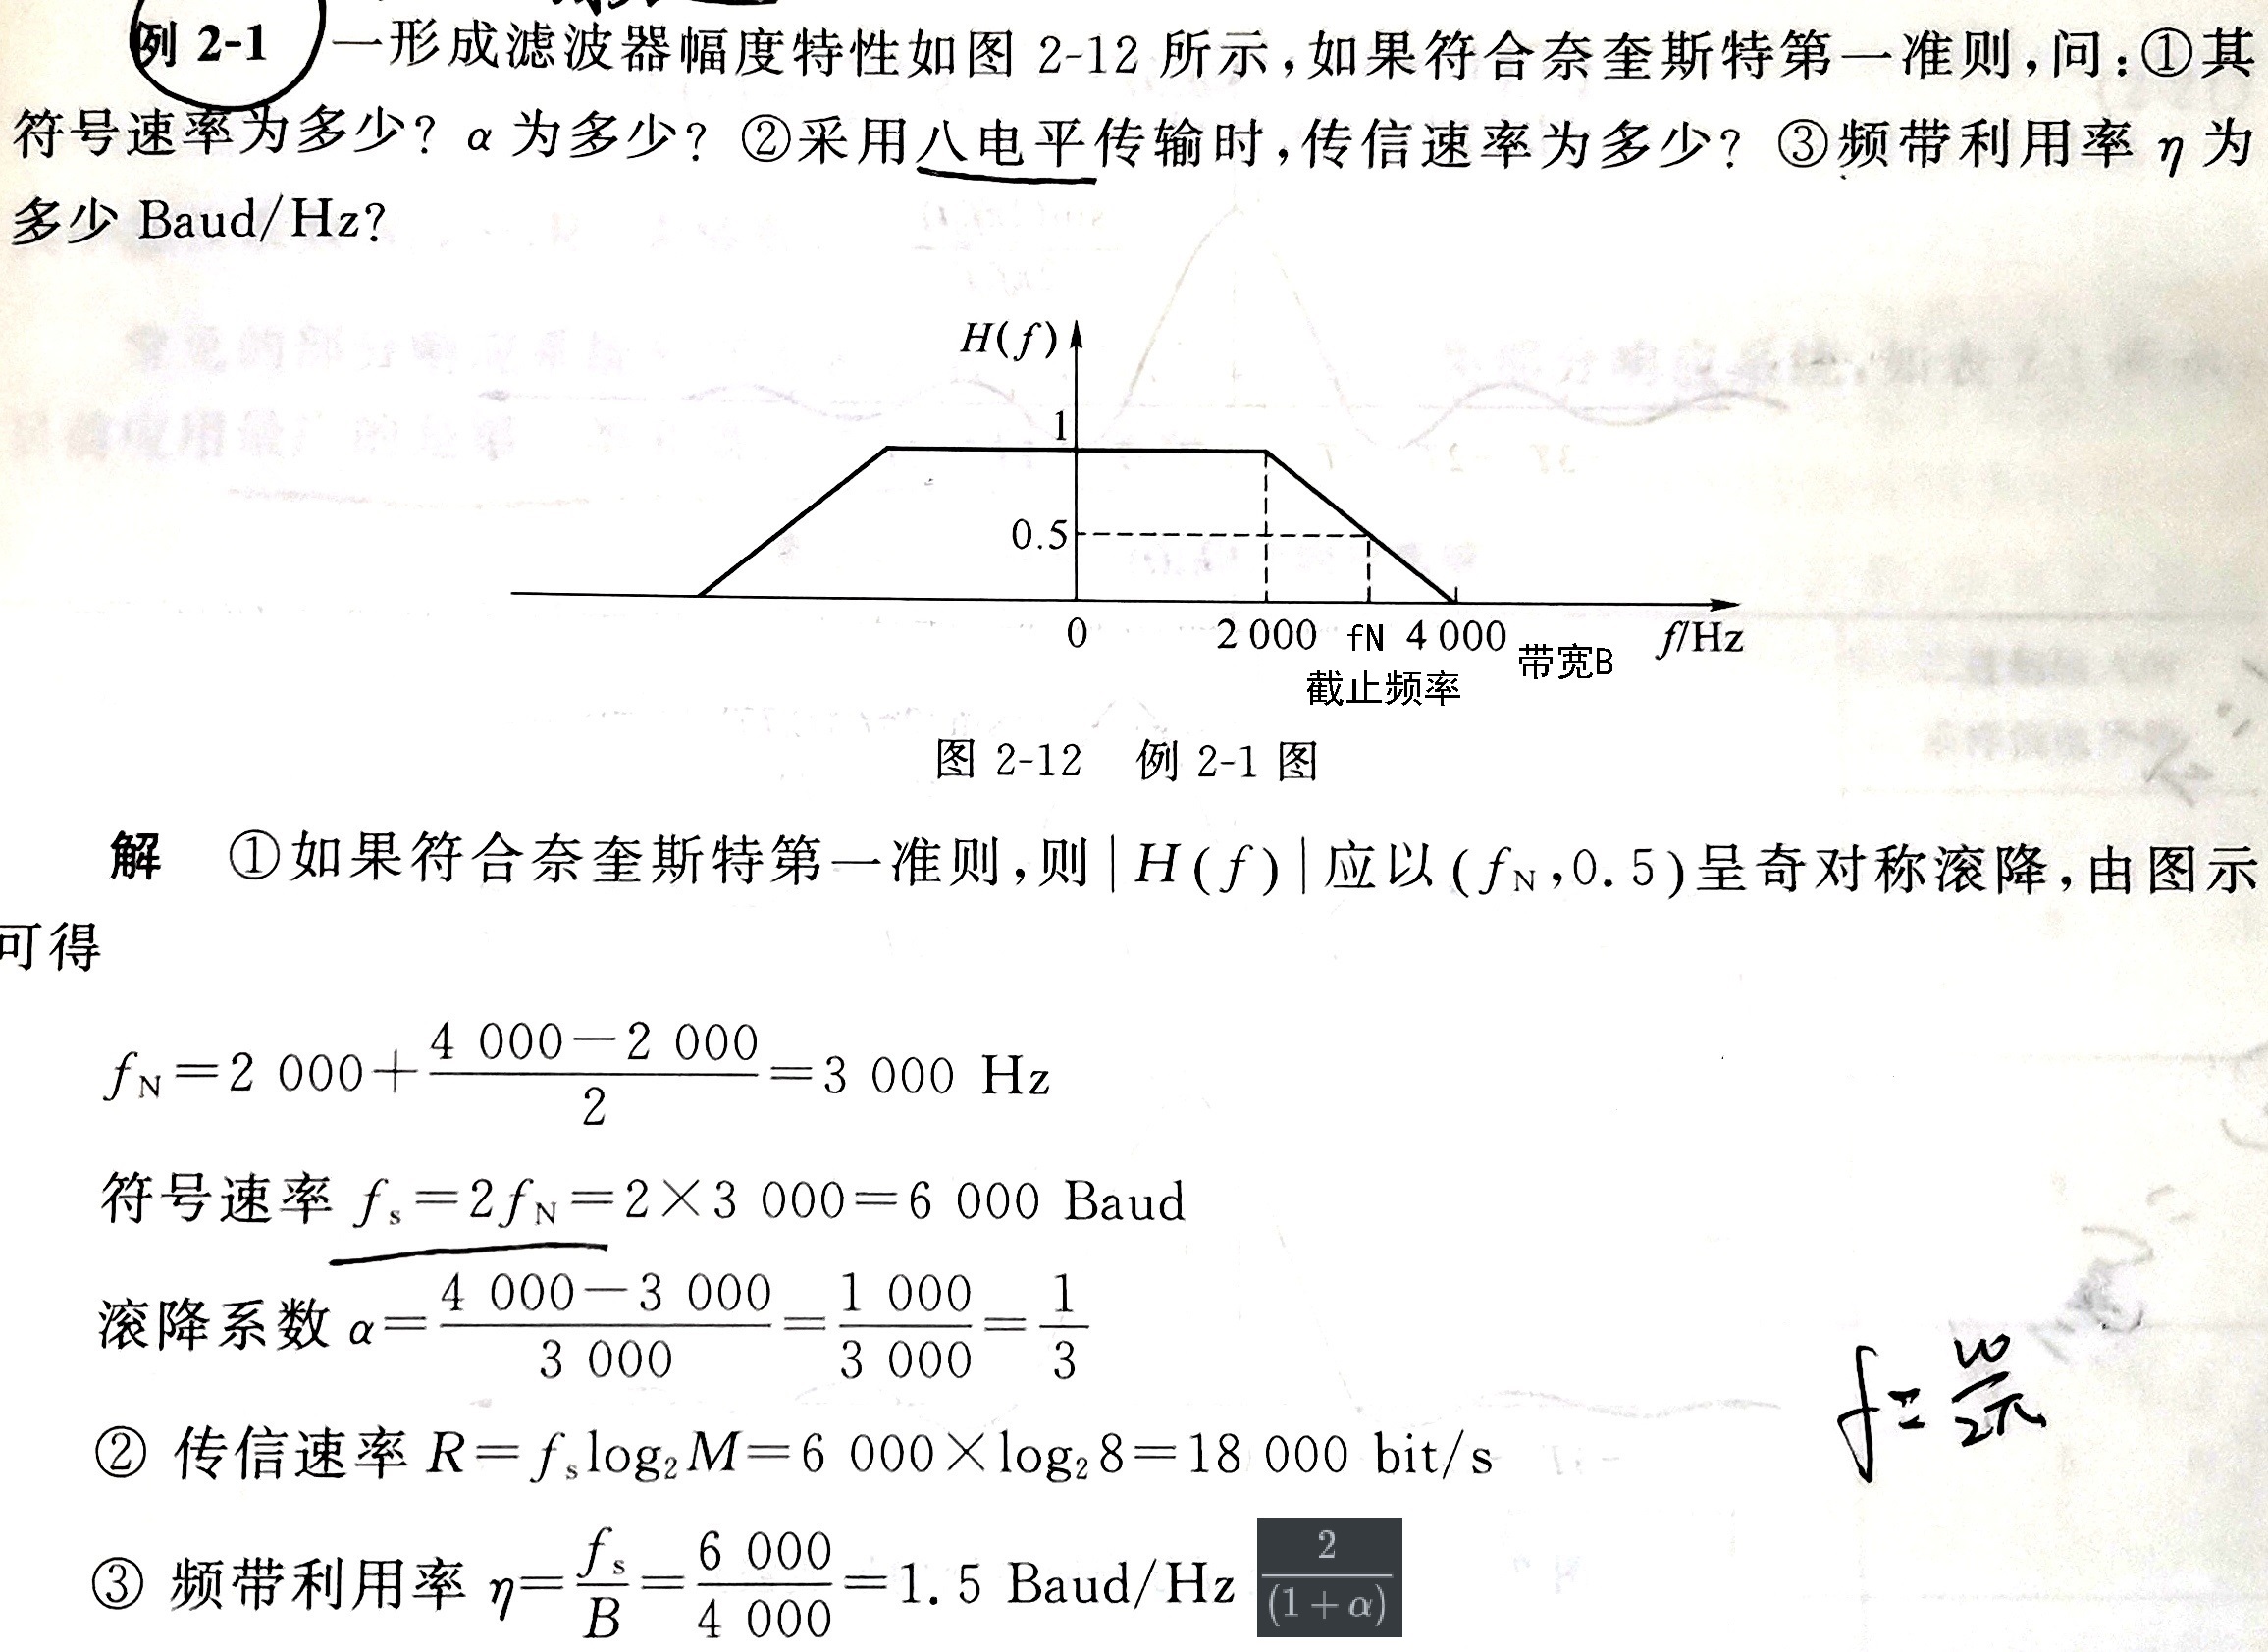 例 2-1 一形成滤波器幅度特性如图 2-12 所示,如果符合奈奎斯特第一准则,问:①其
符号速率为多少? α 为多少? ②采用八电平传输时,传信速率为多少? ③频带利用率 η 为
多少 Baud/Hz?
H(f)
1
0.5
0 2 000 fN 4 000 带宽B f/Hz
截止频率
图 2-12 例 2-1 图
解 ①如果符合奈奎斯特第一准则,则|H(f)|应以(f_N,0.5)呈奇对称滚降,由图示
可得
f_N=2 000+\frac{4 000-2 000}{2}=3 000 Hz
符号速率 f_s=2f_N=2×3 000=6 000 Baud
滚降系数 α=\frac{4 000-3 000}{3 000}=\frac{1 000}{3 000}=\frac{1}{3}
f=\frac{w}{2π}
② 传信速率 R=f_s log_2 M=6 000×log_2 8=18 000 bit/s
③ 频带利用率 η=\frac{f_s}{B}=\frac{6 000}{4 000}=1.5 Baud/Hz \frac{2}{(1+α)}